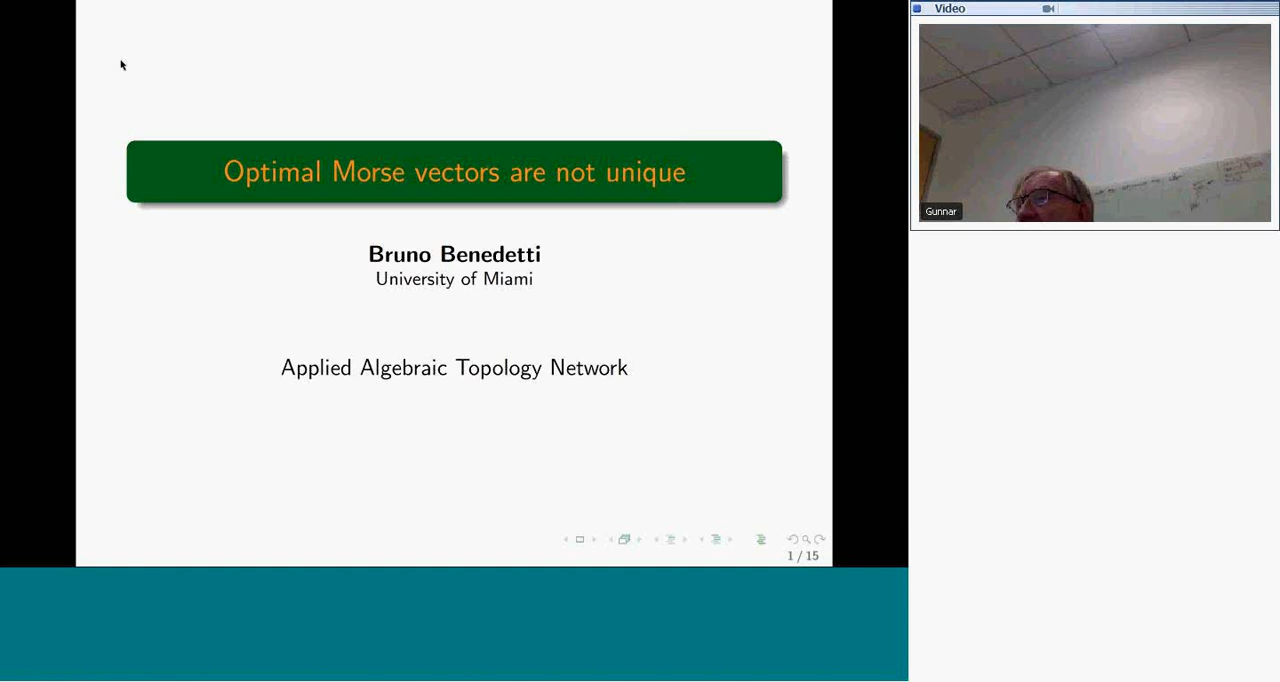 Optimal Morse vectors are not unique
Bruno Benedetti
University of Miami
Applied Algebraic Topology Network
1 / 15
Video
Gunnar